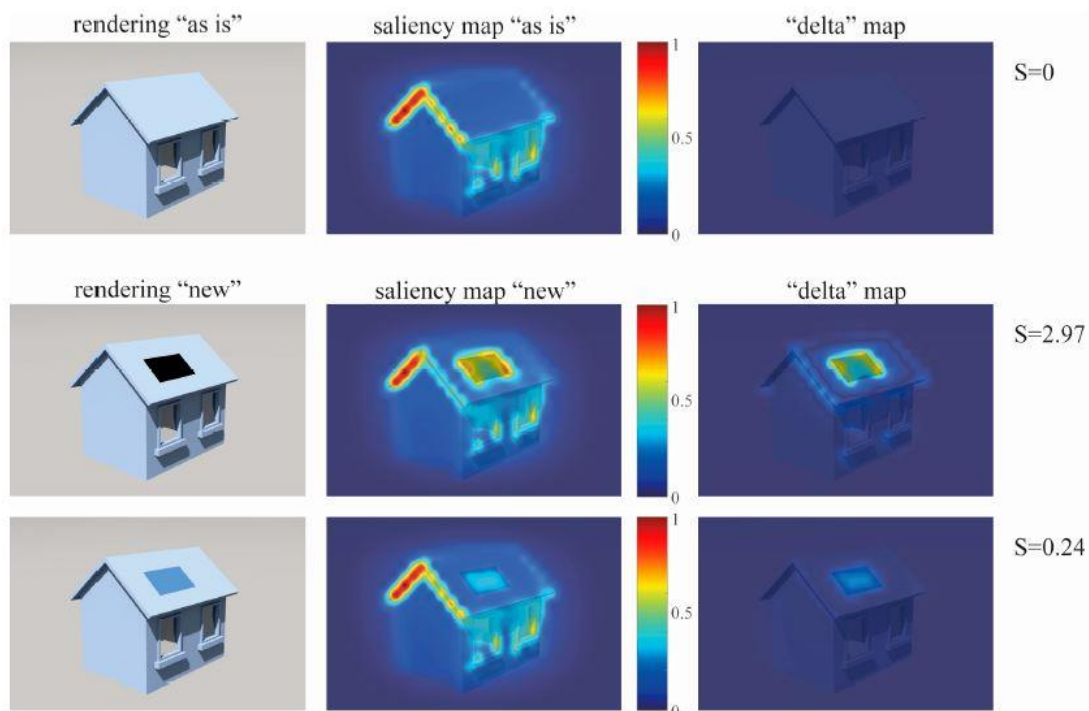 rendering “as is”
saliency map “as is”
“delta” map
1
0.5
0
S=0
rendering “new”
saliency map “new”
“delta” map
1
0.5
0
S=2.97
1
0.5
0
S=0.24